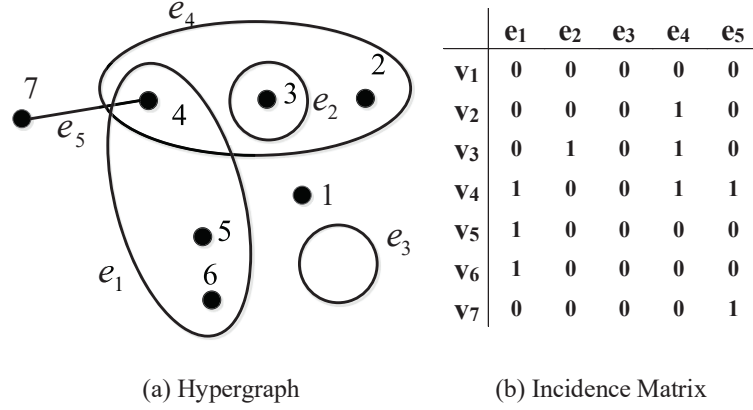 e4
7
4
3
2
e2
e5
1
5
e3
e1
6
(a) Hypergraph
e1 e2 e3 e4 e5
v1 0 0 0 0 0
v2 0 0 0 1 0
v3 0 1 0 1 0
v4 1 0 0 1 1
v5 1 0 0 0 0
v6 1 0 0 0 0
v7 0 0 0 0 1
(b) Incidence Matrix